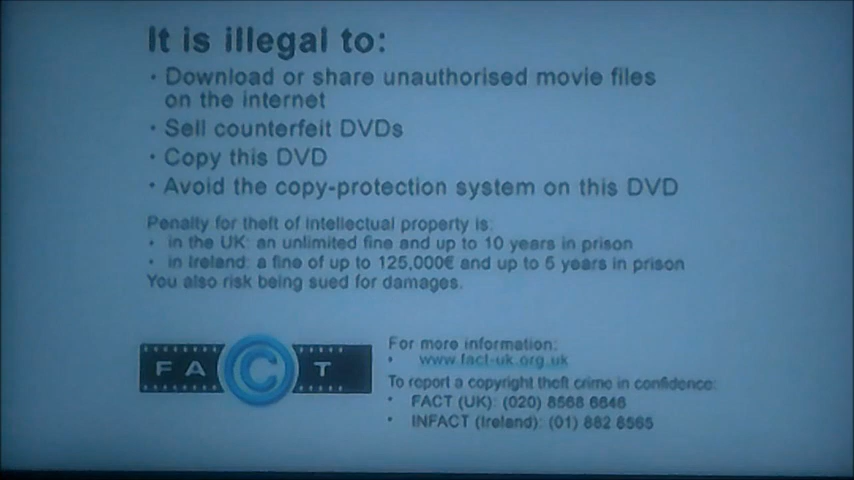 It is illegal to:
· Download or share unauthorised movie files
on the internet
· Sell counterfeit DVDs
· Copy this DVD
· Avoid the copy-protection system on this DVD
Penalty for theft of intellectual property is:
· in the UK: an unlimited fine and up to 10 years in prison
· in Ireland: a fine of up to 125,000€ and up to 5 years in prison
You also risk being sued for damages.
FACT
For more information:
· www.fact-uk.org.uk
To report a copyright theft crime in confidence:
· FACT (UK): (020) 8568 6646
· INFACT (Ireland): (01) 882 8565